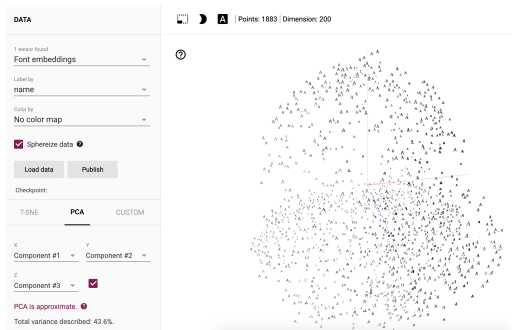 DATA
Points: 1883 | Dimension: 200
1 tensor found
Font embeddings
Label by
name
Color by
No color map
Sphereize data
Load data Publish
Checkpoint:
T-SNE PCA CUSTOM
X Y
Component #1 Component #2
Z
Component #3
PCA is approximate.
Total variance described: 43.6%.